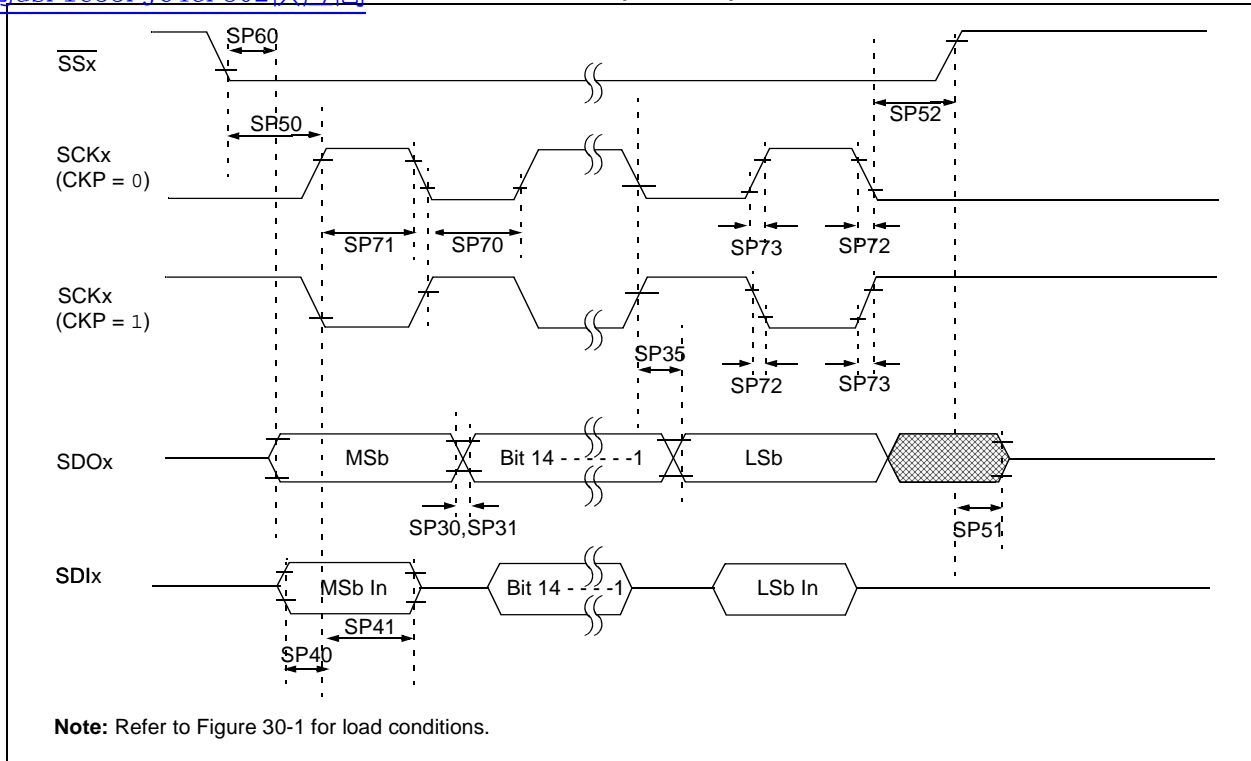 SP60
SSx
SP52
SP50
SCKx
(CKP = 0)
SP71
SP70
SP73
SP72
SCKx
(CKP = 1)
SP35
SP72
SP73
SDOx
MSb
Bit 14 - - - - - -1
LSb
SP30,SP31
SP51
SDIx
MSb In
Bit 14 - - - -1
LSb In
SP41
SP40
Note: Refer to Figure 30-1 for load conditions.